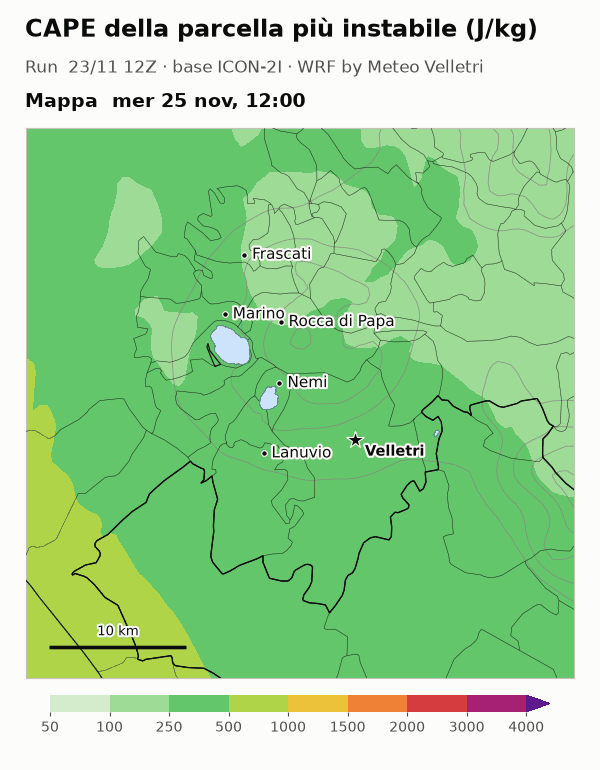 CAPE della parcella più instabile (J/kg)
Run  23/11 12Z · base ICON-2I · WRF by Meteo Velletri
Mappa  mer 25 nov, 12:00
Frascati
Marino
Rocca di Papa
Nemi
Velletri
Lanuvio
10 km
50 100 250 500 1000 1500 2000 3000 4000